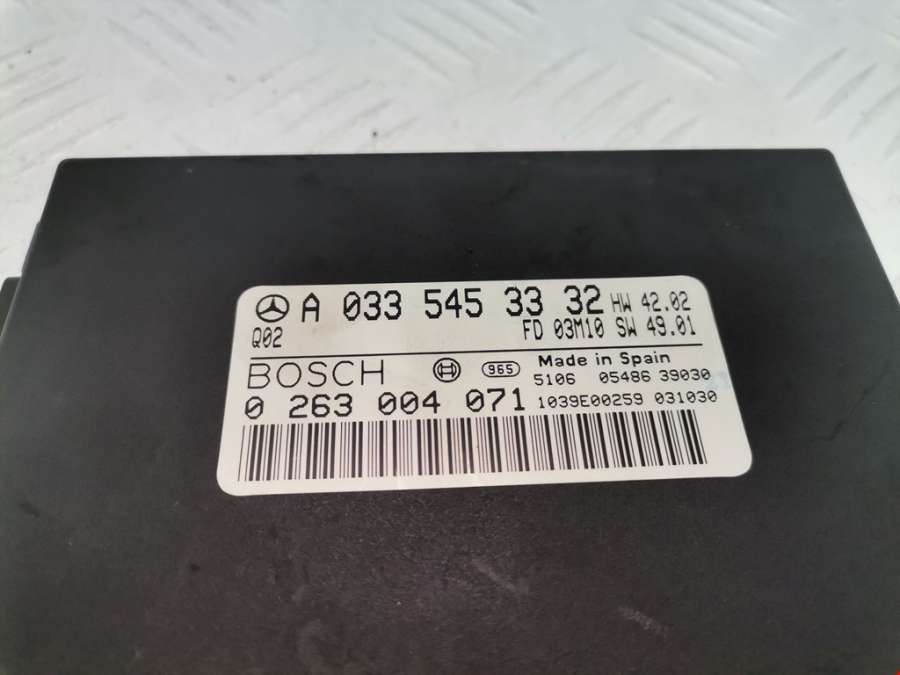 A 033 545 33 32 HW 42.02
Q02 FD 03M10 SW 49.01
BOSCH 965 Made in Spain
5106 05486 39030
0 263 004 071 1039E00259 031030